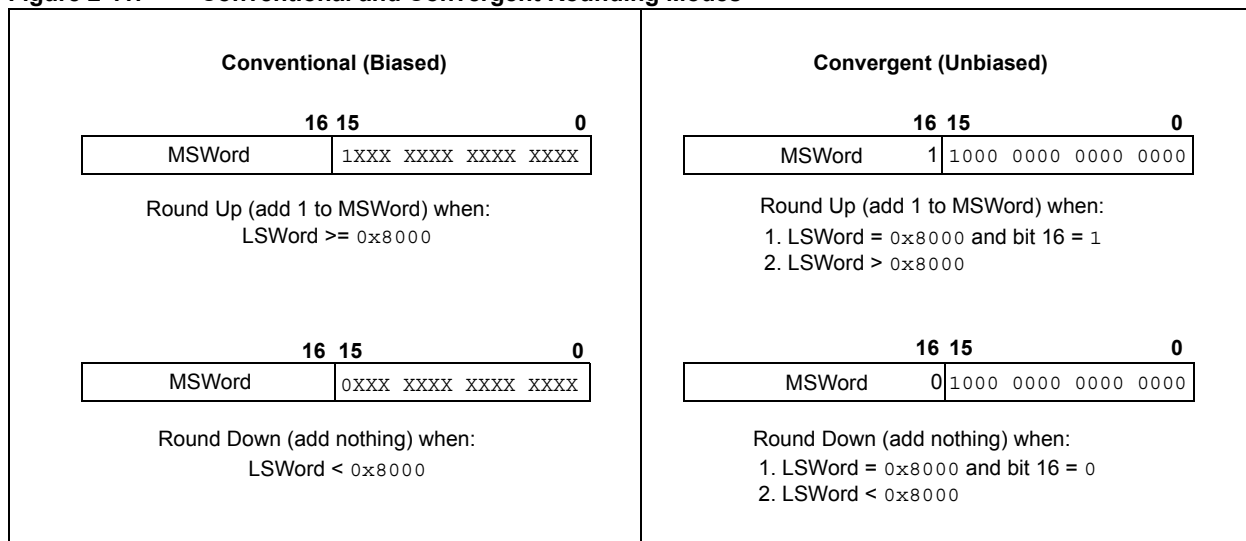 Conventional (Biased)
16 15 0
MSWord 1XXX XXXX XXXX XXXX
Round Up (add 1 to MSWord) when:
LSWord >= 0x8000
16 15 0
MSWord 0XXX XXXX XXXX XXXX
Round Down (add nothing) when:
LSWord < 0x8000
Convergent (Unbiased)
16 15 0
MSWord 1 1000 0000 0000 0000
Round Up (add 1 to MSWord) when:
1. LSWord = 0x8000 and bit 16 = 1
2. LSWord > 0x8000
16 15 0
MSWord 0 1000 0000 0000 0000
Round Down (add nothing) when:
1. LSWord = 0x8000 and bit 16 = 0
2. LSWord < 0x8000